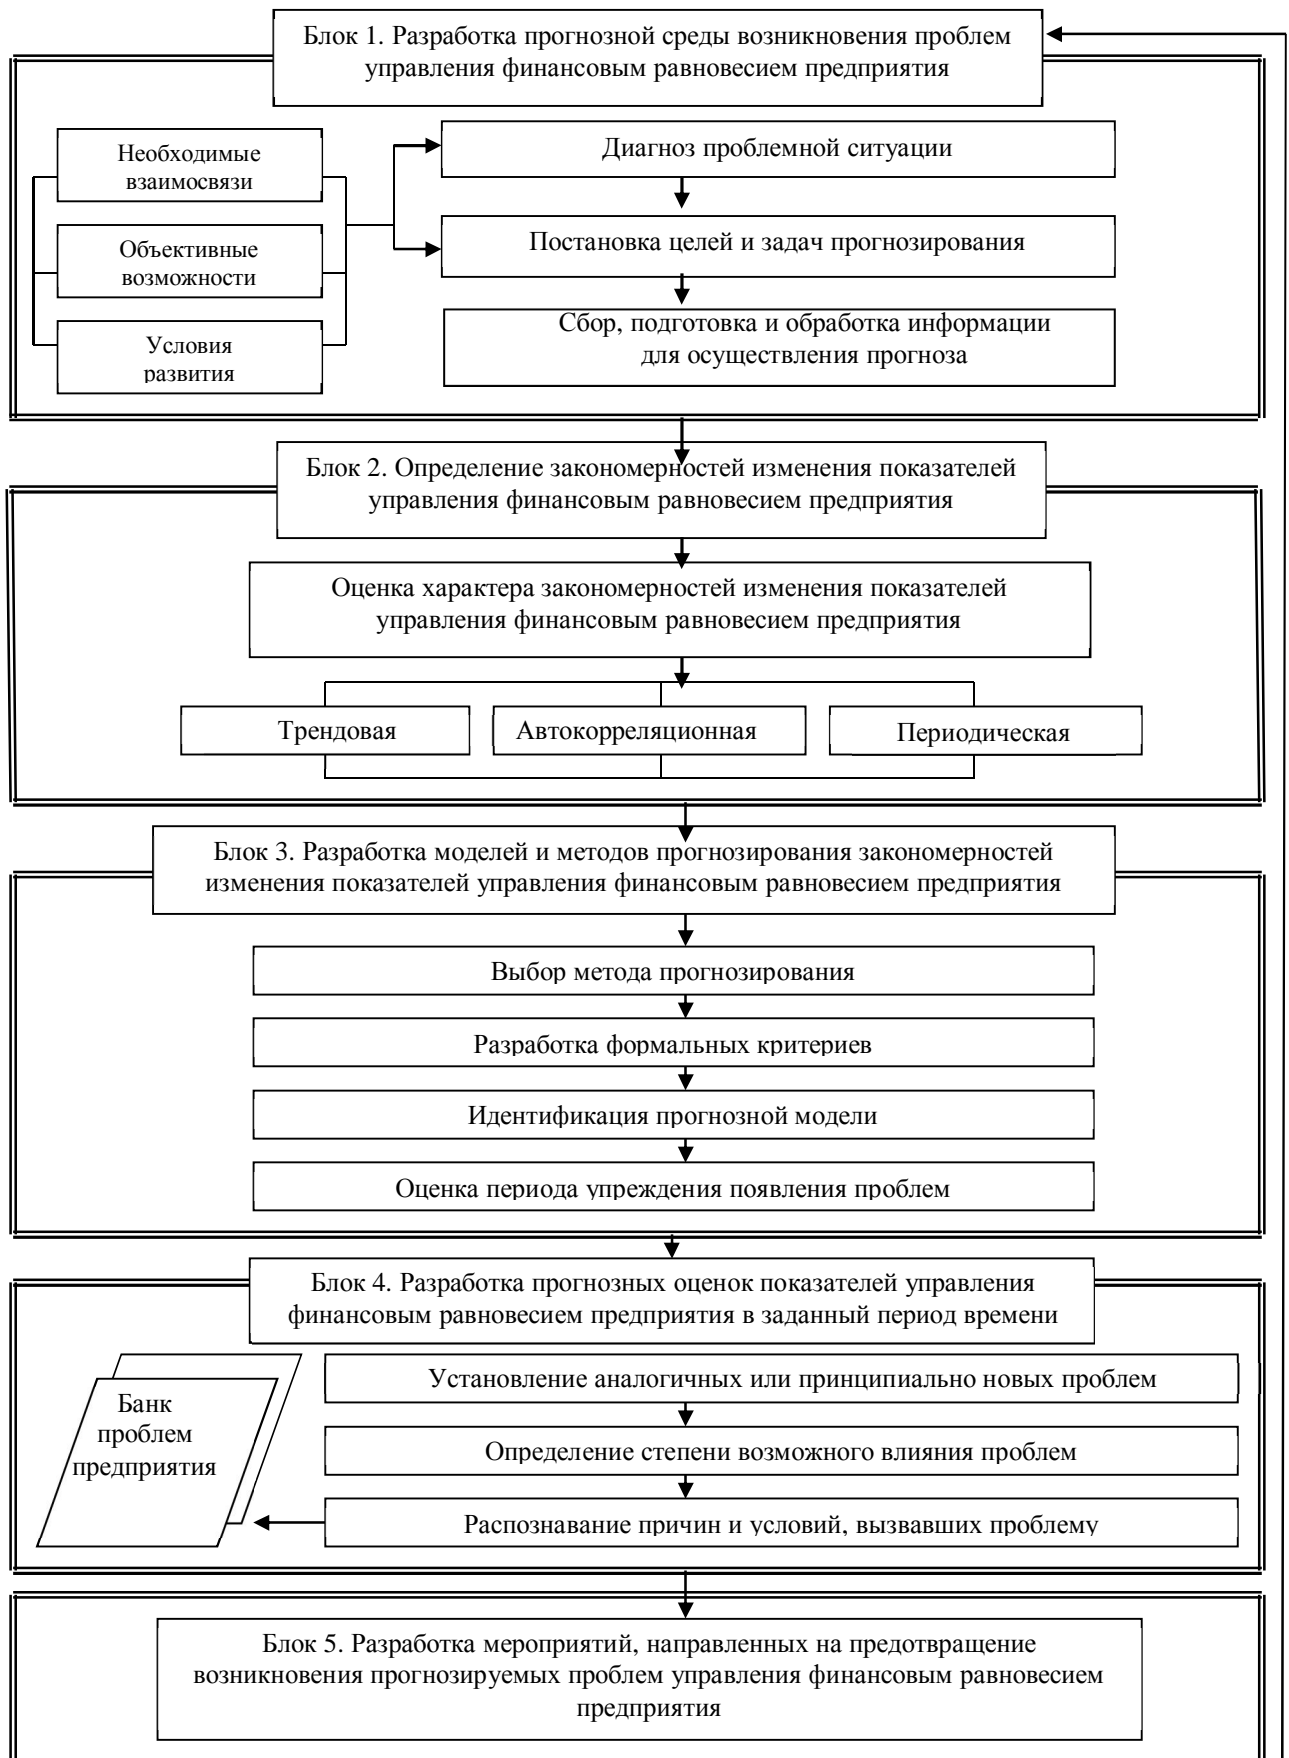 Блок 1. Разработка прогнозной среды возникновения проблем
управления финансовым равновесием предприятия
Необходимые
взаимосвязи
Объективные
возможности
Условия
развития
Диагноз проблемной ситуации
Постановка целей и задач прогнозирования
Сбор, подготовка и обработка информации
для осуществления прогноза
Блок 2. Определение закономерностей изменения показателей
управления финансовым равновесием предприятия
Оценка характера закономерностей изменения показателей
управления финансовым равновесием предприятия
Трендовая
Автокорреляционная
Периодическая
Блок 3. Разработка моделей и методов прогнозирования закономерностей
изменения показателей управления финансовым равновесием предприятия
Выбор метода прогнозирования
Разработка формальных критериев
Идентификация прогнозной модели
Оценка периода упреждения появления проблем
Блок 4. Разработка прогнозных оценок показателей управления
финансовым равновесием предприятия в заданный период времени
Банк
проблем
предприятия
Установление аналогичных или принципиально новых проблем
Определение степени возможного влияния проблем
Распознавание причин и условий, вызвавших проблему
Блок 5. Разработка мероприятий, направленных на предотвращение
возникновения прогнозируемых проблем управления финансовым равновесием
предприятия